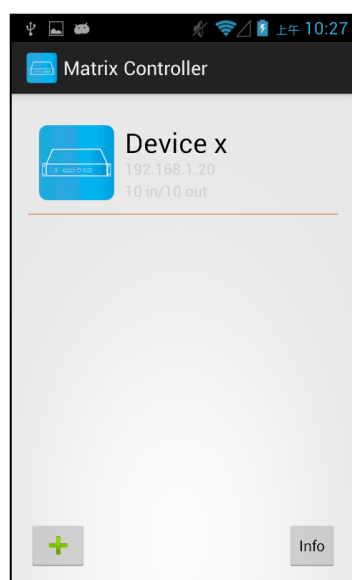 上午 10:27
Matrix Controller
Device x
192.168.1.20
10 in/10 out
Info